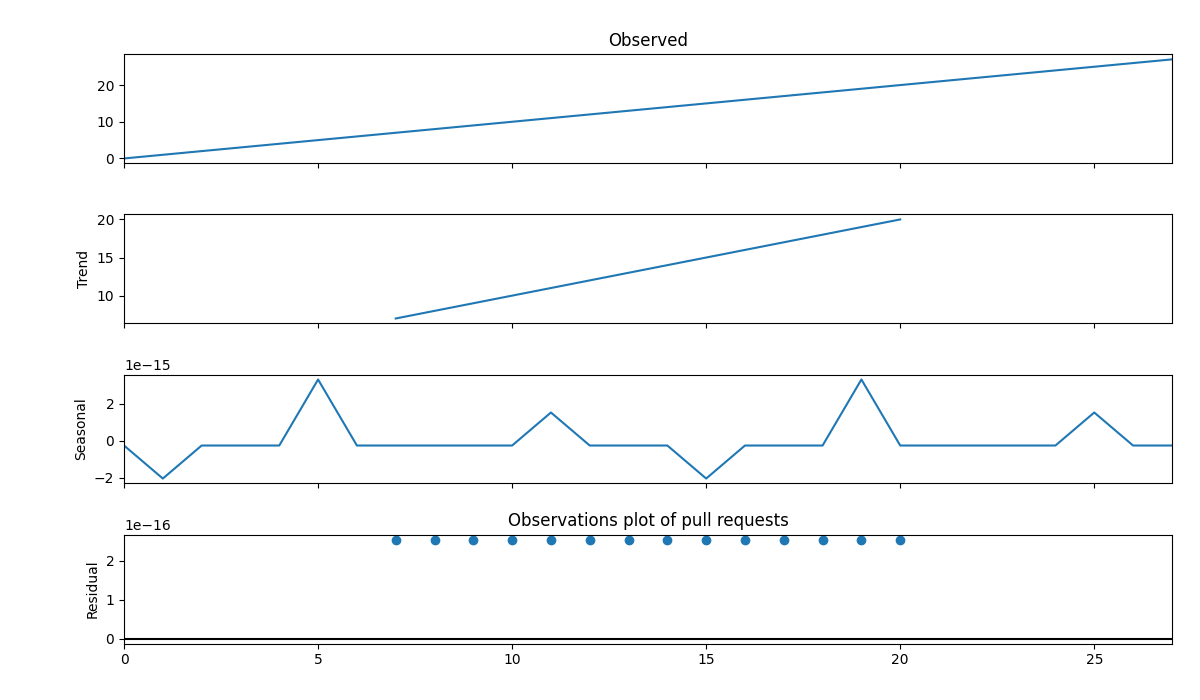 Observed
20
10
0
Trend
20
15
10
1e−15
Seasonal
2
0
−2
Observations plot of pull requests
1e−16
Residual
2
1
0
0 5 10 15 20 25